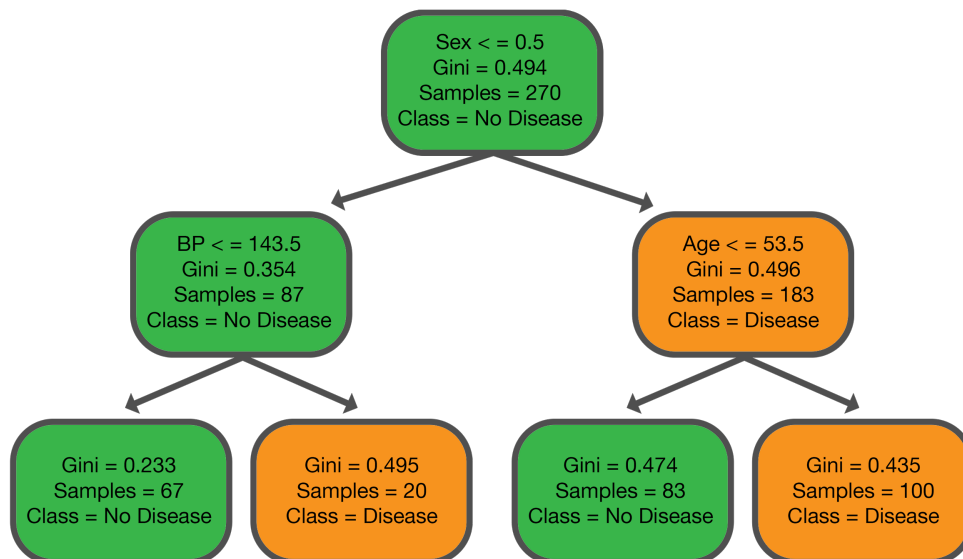 Sex < = 0.5
Gini = 0.494
Samples = 270
Class = No Disease
BP < = 143.5
Gini = 0.354
Samples = 87
Class = No Disease
Age < = 53.5
Gini = 0.496
Samples = 183
Class = Disease
Gini = 0.233
Samples = 67
Class = No Disease
Gini = 0.495
Samples = 20
Class = Disease
Gini = 0.474
Samples = 83
Class = No Disease
Gini = 0.435
Samples = 100
Class = Disease